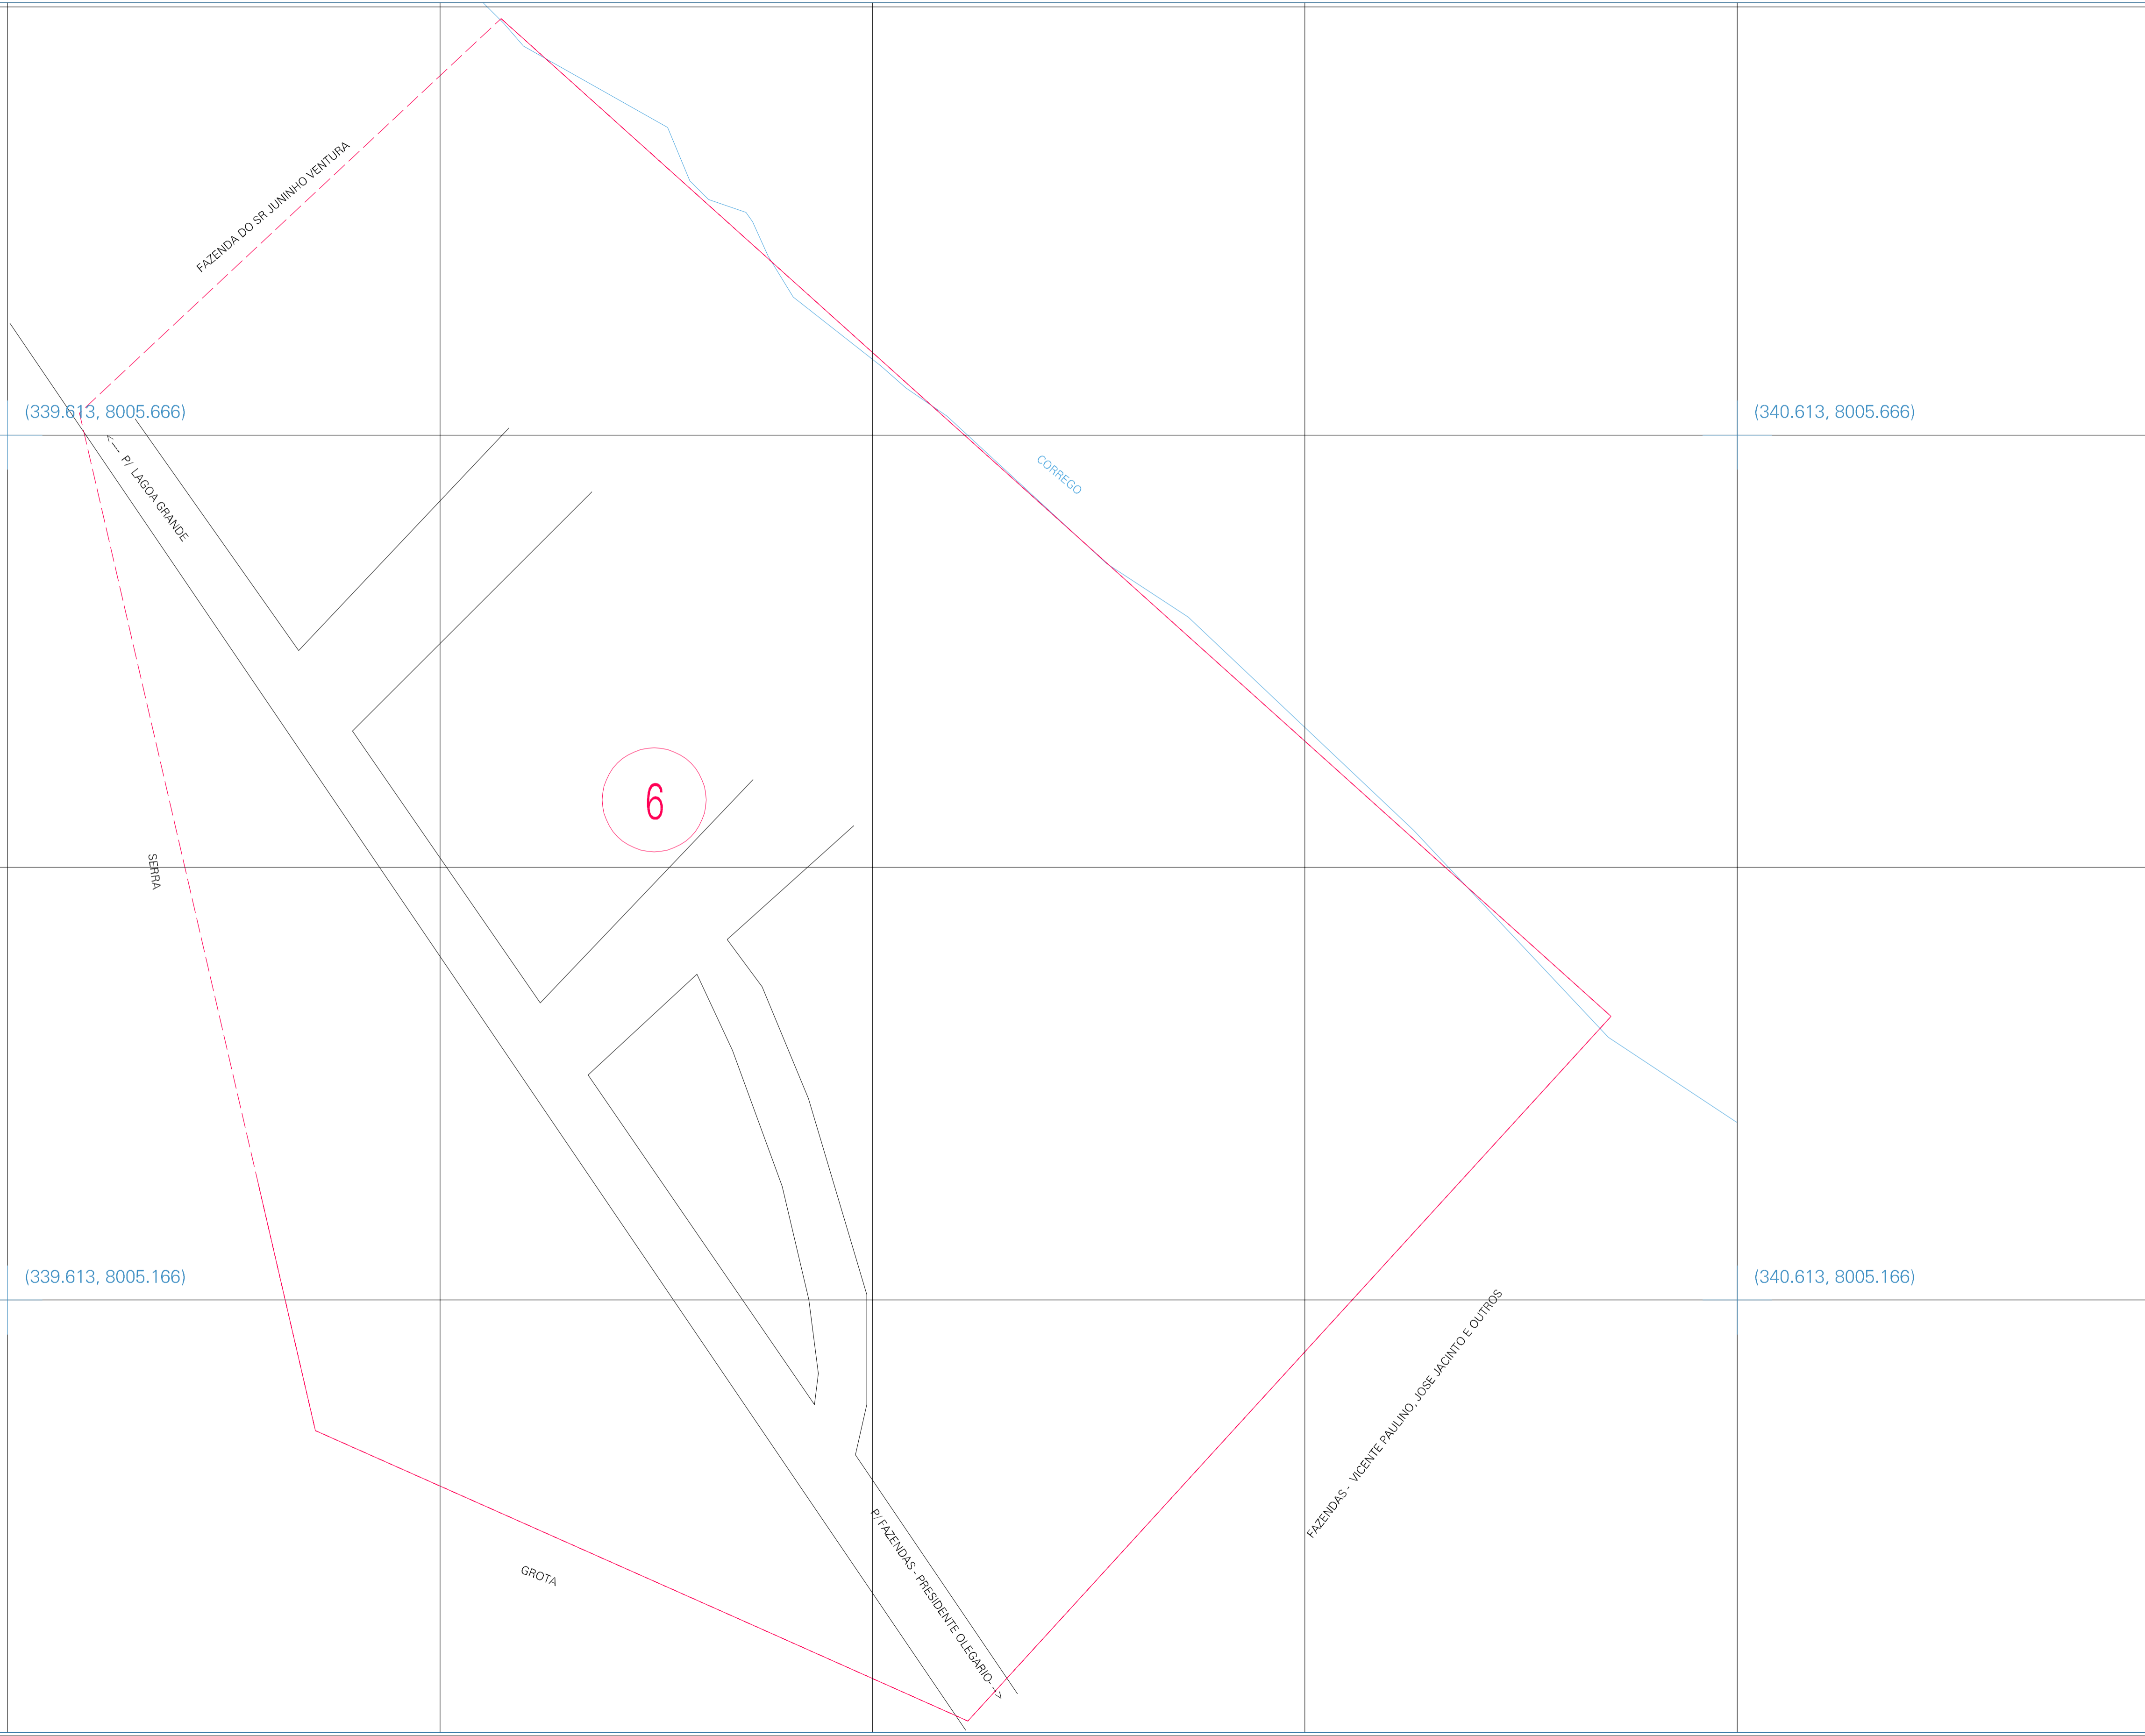 FAZENDA DO SR JUNINHO VENTURA
(339.613, 8005.666)
(340.613, 8005.666)
<-- P/ LAGOA GRANDE
CORREGO
6
SERRA
(339.613, 8005.166)
(340.613, 8005.166)
FAZENDAS - VICENTE PAULINO, JOSE JACINTO E OUTROS
P/ FAZENDAS - PRESIDENTE OLEGARIO-->
GROTA